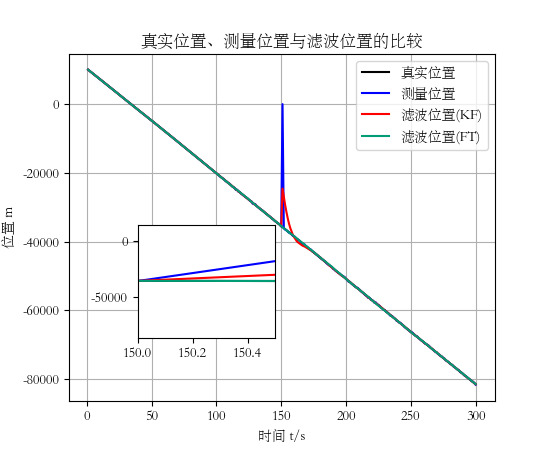 真实位置、测量位置与滤波位置的比较
真实位置
测量位置
滤波位置(KF)
滤波位置(FT)
位置 m
0
-20000
-40000
-60000
-80000
0
-50000
150.0 150.2 150.4
0 50 100 150 200 250 300
时间 t/s